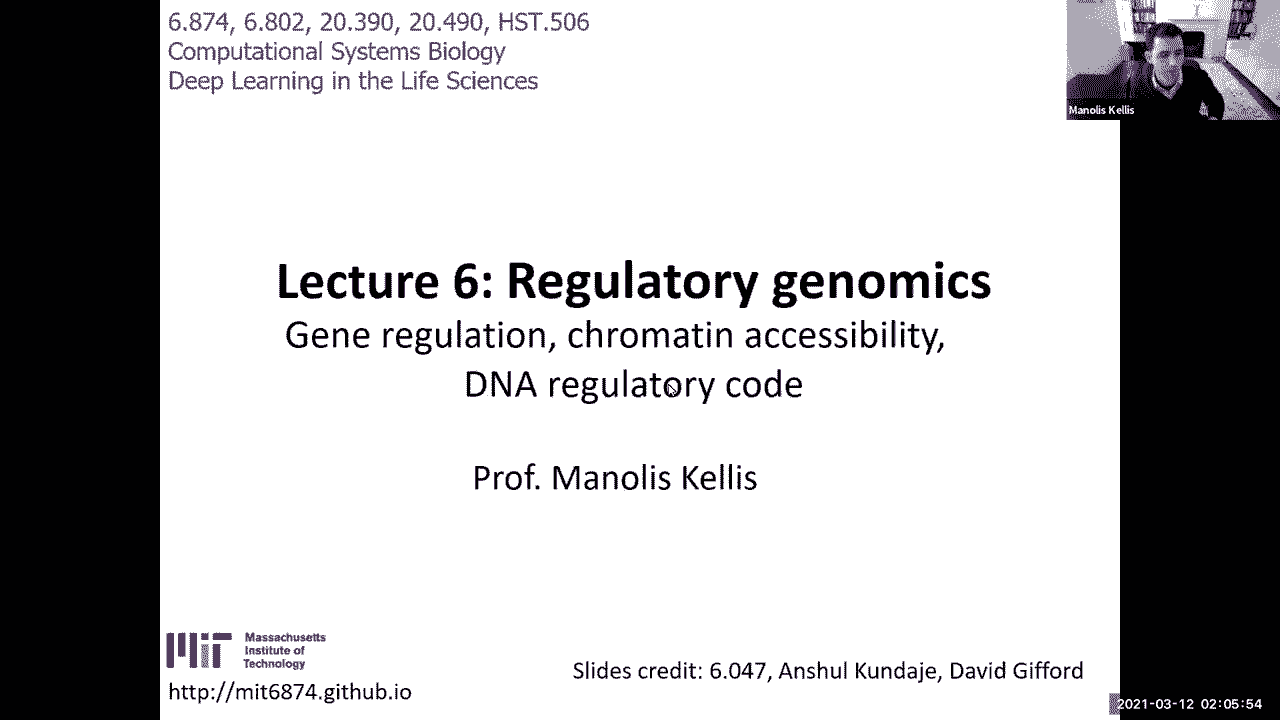 6.874, 6.802, 20.390, 20.490, HST.506
Computational Systems Biology
Deep Learning in the Life Sciences
Manolis Kellis
Lecture 6: Regulatory genomics
Gene regulation, chromatin accessibility,
DNA regulatory code
Prof. Manolis Kellis
MIT
Massachusetts
Institute of
Technology
http://mit6874.github.io
Slides credit: 6.047, Anshul Kundaje, David Gifford
2021-03-12 02:05:54